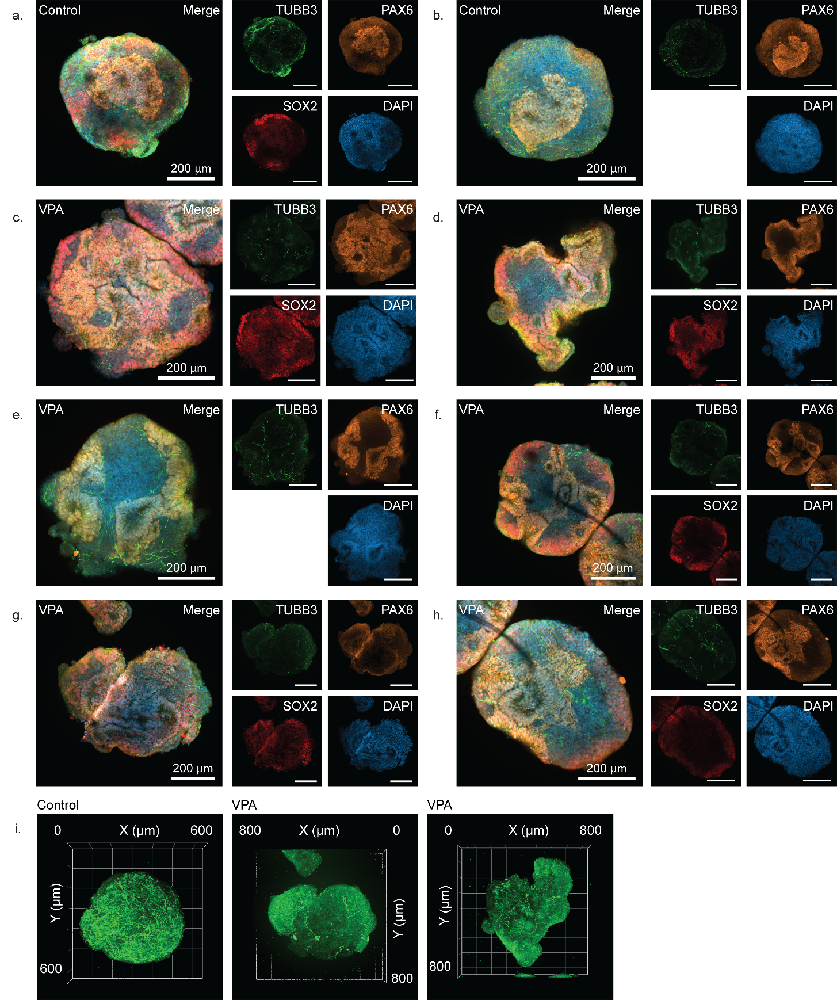 a.
Control Merge
TUBB3
PAX6
SOX2
DAPI
200 µm
b.
Control Merge
TUBB3
PAX6
DAPI
200 µm
c.
VPA Merge
TUBB3
PAX6
SOX2
DAPI
200 µm
d.
VPA Merge
TUBB3
PAX6
SOX2
DAPI
200 µm
e.
VPA Merge
TUBB3
PAX6
DAPI
200 µm
f.
VPA Merge
TUBB3
PAX6
SOX2
DAPI
200 µm
g.
VPA Merge
TUBB3
PAX6
SOX2
DAPI
200 µm
h.
VPA Merge
TUBB3
PAX6
SOX2
DAPI
200 µm
i.
Control
0 X (µm) 600
Y (µm)
600
VPA
800 X (µm) 0
Y (µm)
800
VPA
0 X (µm) 800
Y (µm)
800